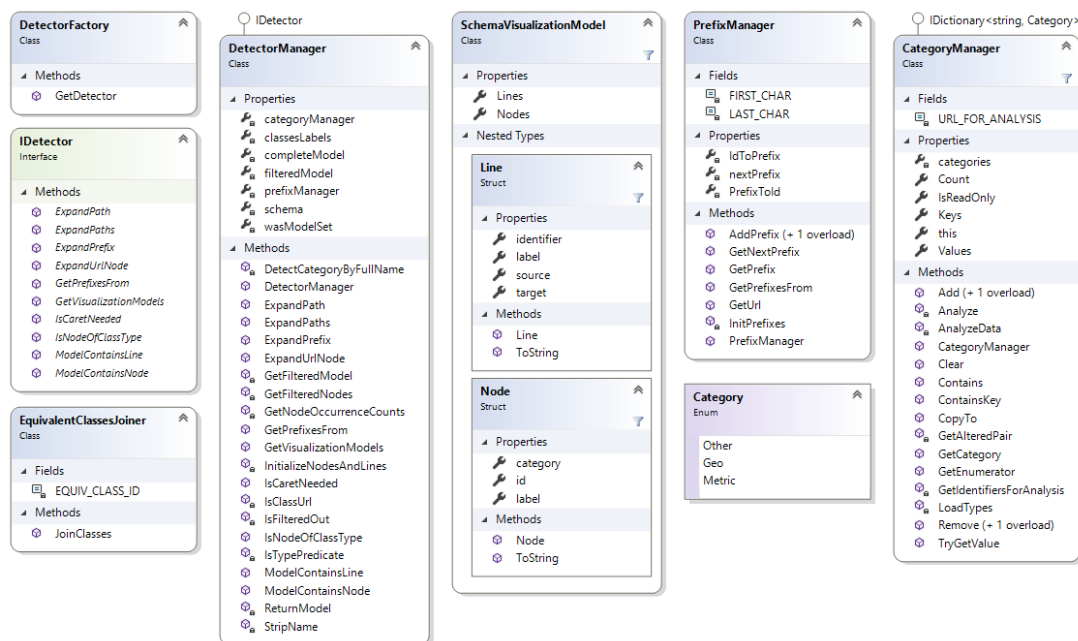 DetectorFactory
Class
Methods
GetDetector
IDetector
Interface
Methods
ExpandPath
ExpandPaths
ExpandPrefix
ExpandUrlNode
GetPrefixesFrom
GetVisualizationModels
IsCaretNeeded
IsNodeOfClassType
ModelContainsLine
ModelContainsNode
EquivalentClassesJoiner
Class
Fields
EQUIV_CLASS_ID
Methods
JoinClasses
IDetector
DetectorManager
Class
Properties
categoryManager
classesLabels
completeModel
filteredModel
prefixManager
schema
wasModelSet
Methods
DetectCategoryByFullName
DetectorManager
ExpandPath
ExpandPaths
ExpandPrefix
ExpandUrlNode
GetFilteredModel
GetFilteredNodes
GetNodeOccurrenceCounts
GetPrefixesFrom
GetVisualizationModels
InitializeNodesAndLines
IsCaretNeeded
IsClassUrl
IsFilteredOut
IsNodeOfClassType
IsTypePredicate
ModelContainsLine
ModelContainsNode
ReturnModel
StripName
SchemaVisualizationModel
Class
Properties
Lines
Nodes
Nested Types
Line
Struct
Properties
identifier
label
source
target
Methods
Line
ToString
Node
Struct
Properties
category
id
label
Methods
Node
ToString
PrefixManager
Class
Fields
FIRST_CHAR
LAST_CHAR
Properties
IdToPrefix
nextPrefix
PrefixToId
Methods
AddPrefix (+ 1 overload)
GetNextPrefix
GetPrefix
GetPrefixesFrom
GetUrl
InitPrefixes
PrefixManager
Category
Enum
Other
Geo
Metric
IDictionary<string, Category>
CategoryManager
Class
Fields
URL_FOR_ANALYSIS
Properties
categories
Count
IsReadOnly
Keys
this
Values
Methods
Add (+ 1 overload)
Analyze
AnalyzeData
CategoryManager
Clear
Contains
ContainsKey
CopyTo
GetAlteredPair
GetCategory
GetEnumerator
GetIdentifiersForAnalysis
LoadTypes
Remove (+ 1 overload)
TryGetValue